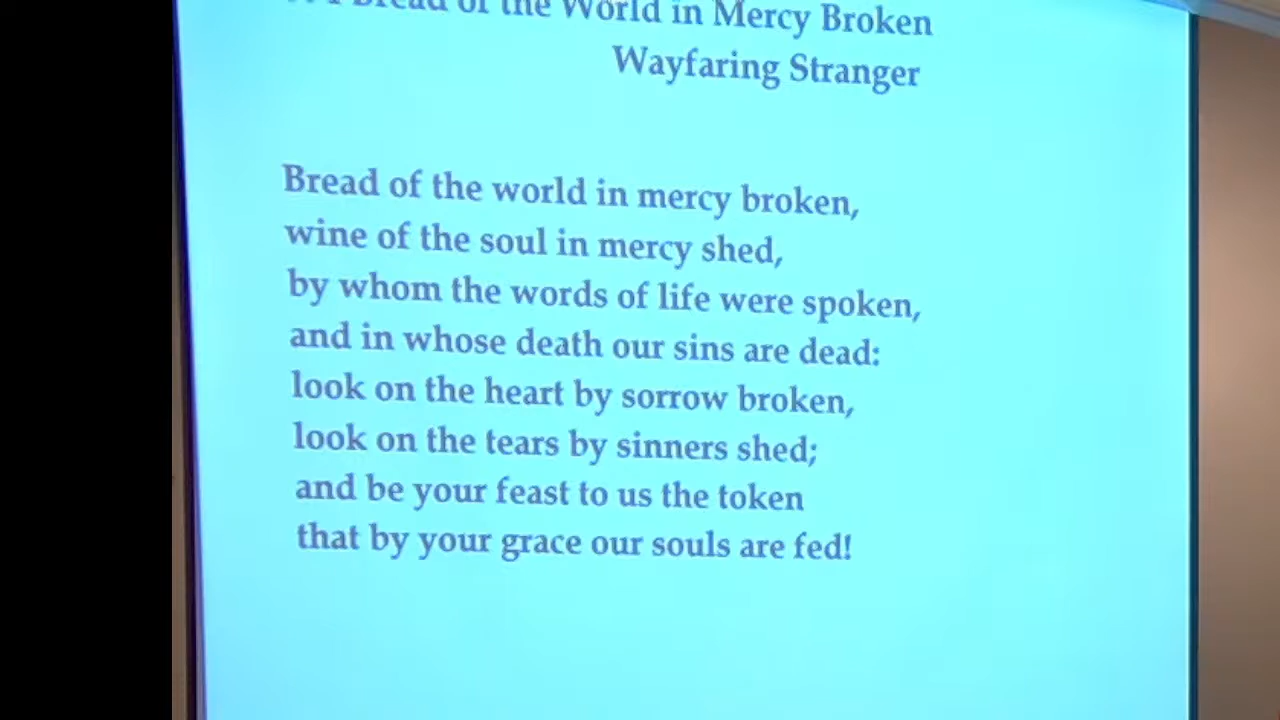 Bread of the World in Mercy Broken
Wayfaring Stranger
Bread of the world in mercy broken,
wine of the soul in mercy shed,
by whom the words of life were spoken,
and in whose death our sins are dead:
look on the heart by sorrow broken,
look on the tears by sinners shed;
and be your feast to us the token
that by your grace our souls are fed!